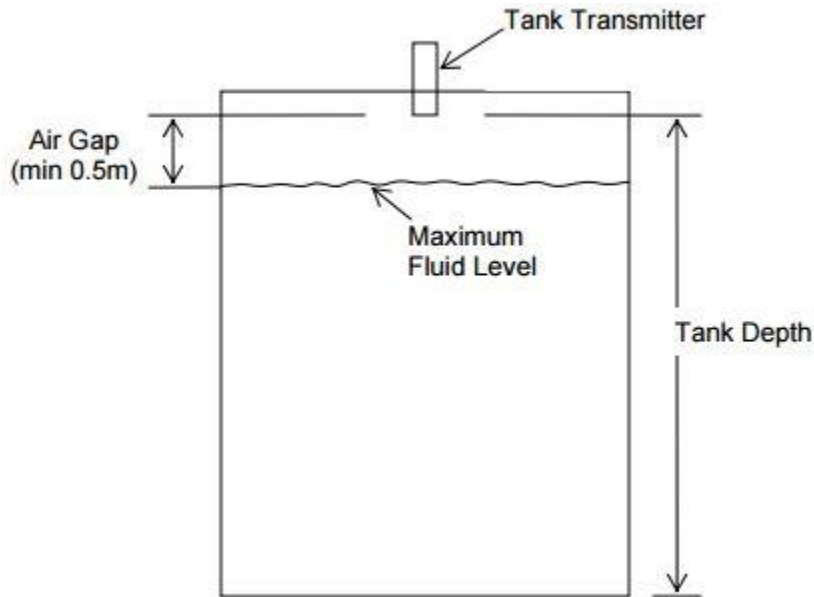 Tank Transmitter
Air Gap
(min 0.5m)
Maximum
Fluid Level
Tank Depth